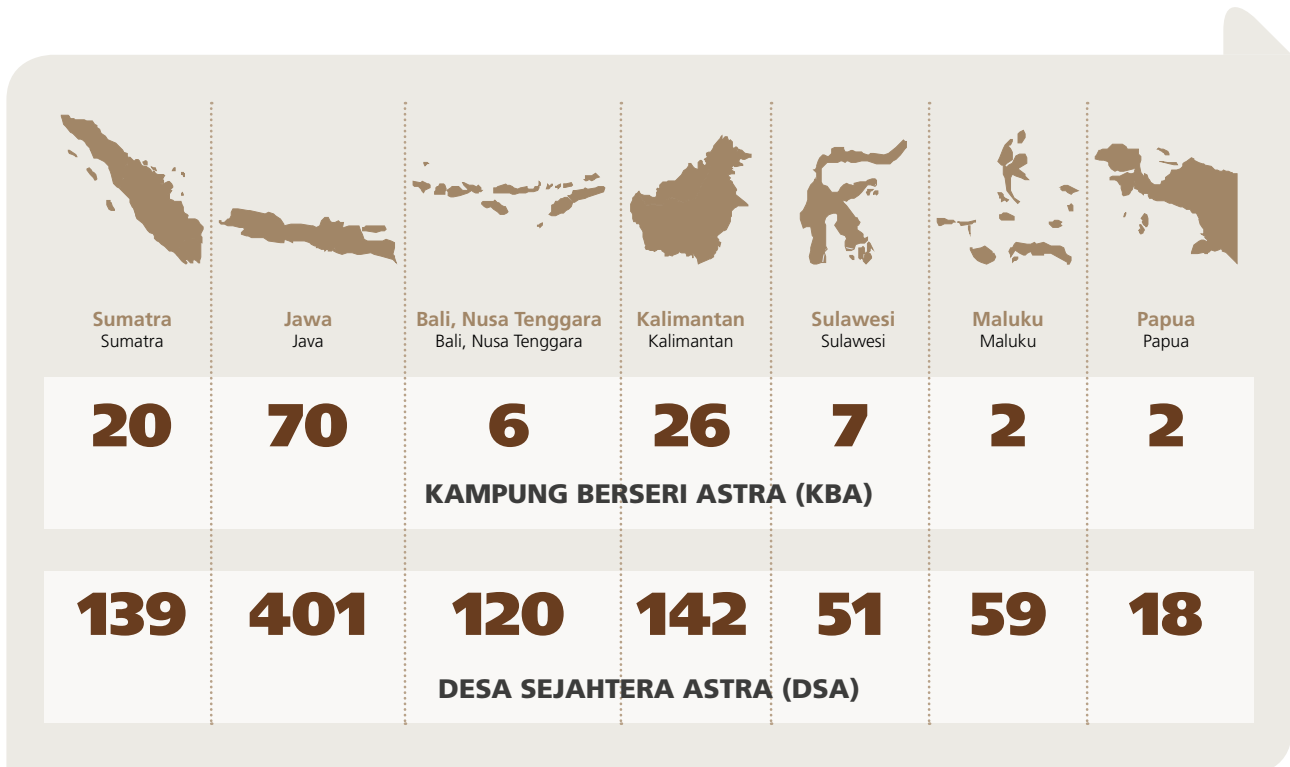 Sumatra
Sumatra
Jawa
Java
Bali, Nusa Tenggara
Bali, Nusa Tenggara
Kalimantan
Kalimantan
Sulawesi
Sulawesi
Maluku
Maluku
Papua
Papua
20 70 6 26 7 2 2
KAMPUNG BERSERI ASTRA (KBA)
139 401 120 142 51 59 18
DESA SEJAHTERA ASTRA (DSA)